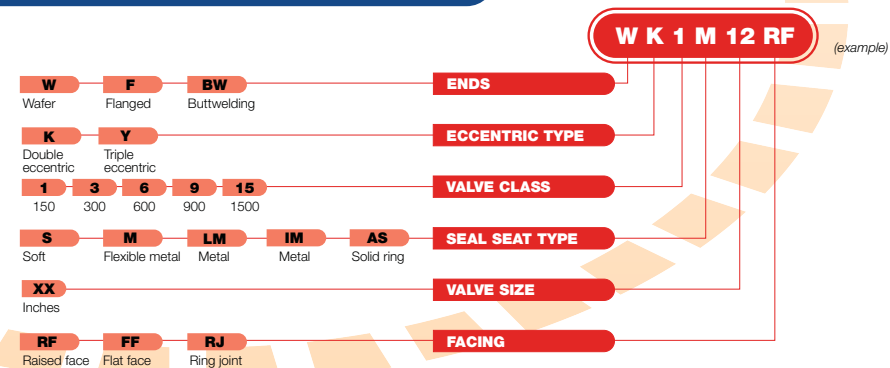 W K 1 M 12 RF
(example)
W F BW ENDS
Wafer Flanged Buttwelding
K Y ECCENTRIC TYPE
Double Triple
eccentric eccentric
1 3 6 9 15 VALVE CLASS
150 300 600 900 1500
S M LM IM AS SEAL SEAT TYPE
Soft Flexible metal Metal Metal Solid ring
XX VALVE SIZE
Inches
RF FF RJ FACING
Raised face Flat face Ring joint